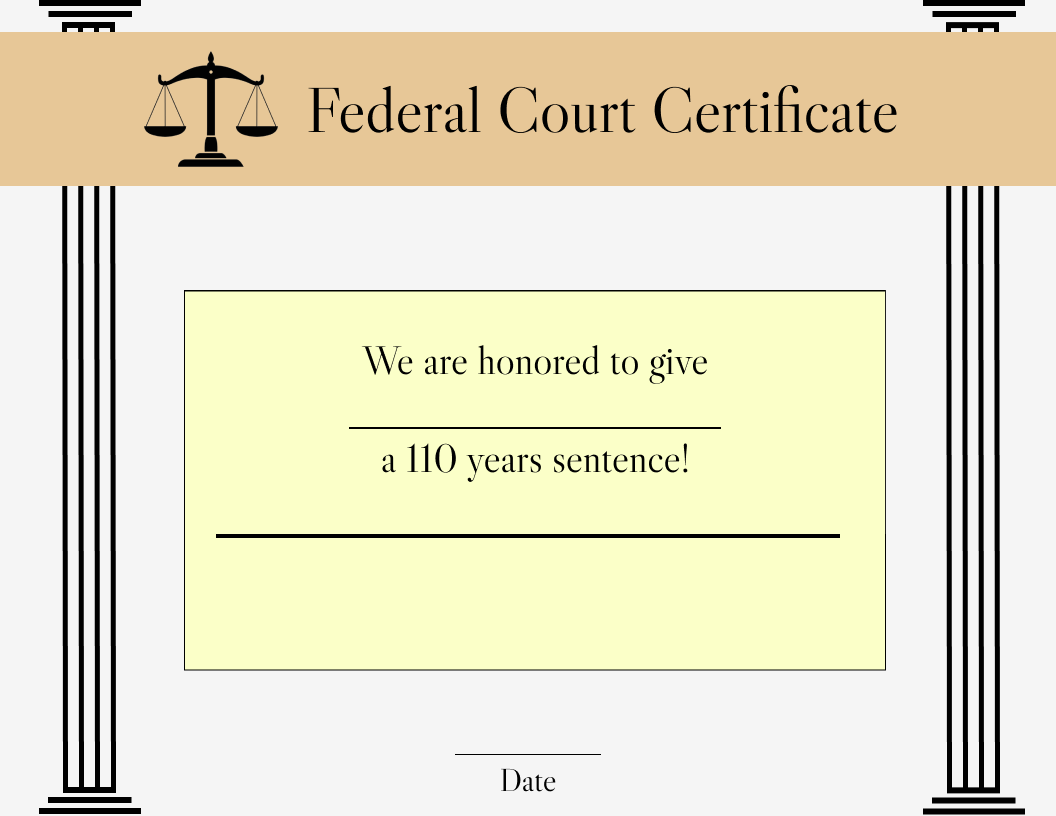 Federal Court Certificate
We are honored to give
a 110 years sentence!
Date